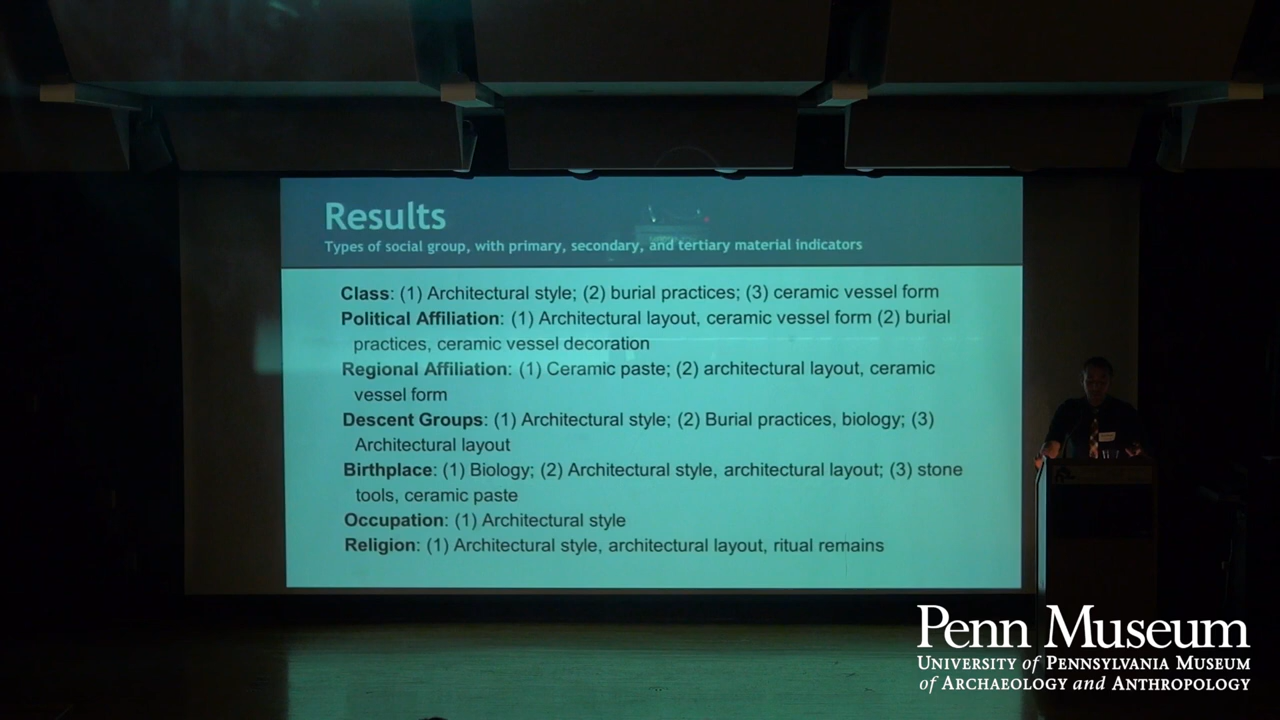 Results
Types of social group, with primary, secondary, and tertiary material indicators
Class: (1) Architectural style; (2) burial practices; (3) ceramic vessel form
Political Affiliation: (1) Architectural layout, ceramic vessel form (2) burial
practices, ceramic vessel decoration
Regional Affiliation: (1) Ceramic paste; (2) architectural layout, ceramic
vessel form
Descent Groups: (1) Architectural style; (2) Burial practices, biology; (3)
Architectural layout
Birthplace: (1) Biology; (2) Architectural style, architectural layout; (3) stone
tools, ceramic paste
Occupation: (1) Architectural style
Religion: (1) Architectural style, architectural layout, ritual remains
Penn Museum
UNIVERSITY of PENNSYLVANIA MUSEUM
of ARCHAEOLOGY and ANTHROPOLOGY